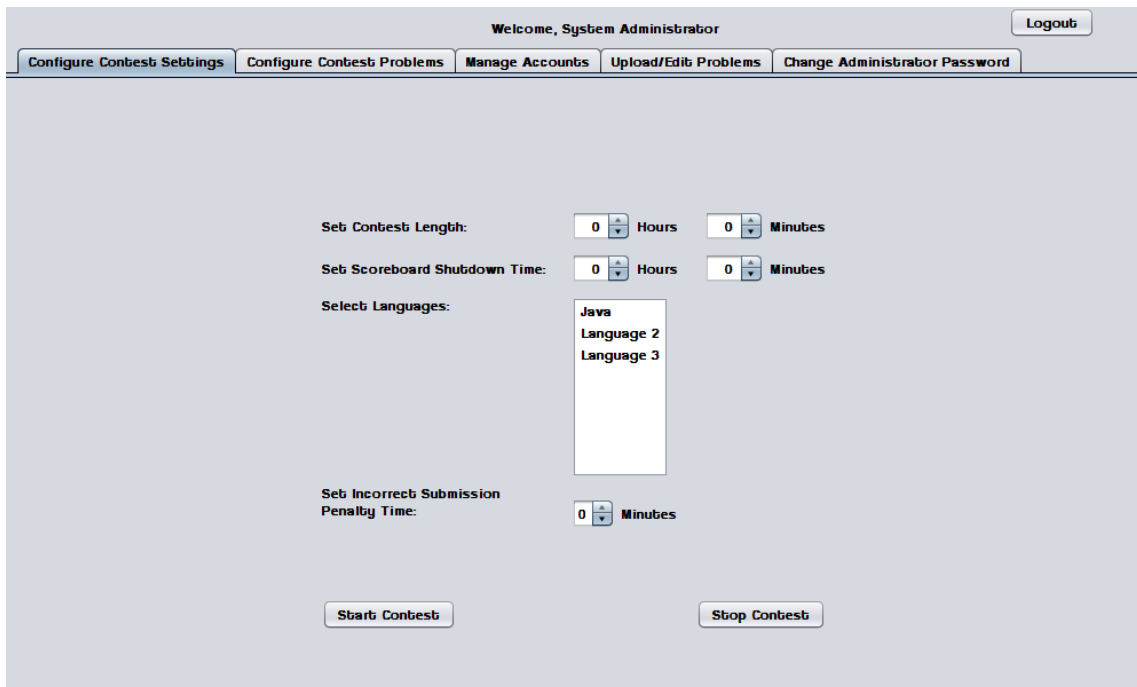 Welcome, System Administrator
Logout
Configure Contest Settings Configure Contest Problems Manage Accounts Upload/Edit Problems Change Administrator Password
Set Contest Length: 0 Hours 0 Minutes
Set Scoreboard Shutdown Time: 0 Hours 0 Minutes
Select Languages:
Java
Language 2
Language 3
Set Incorrect Submission
Penalty Time: 0 Minutes
Start Contest Stop Contest